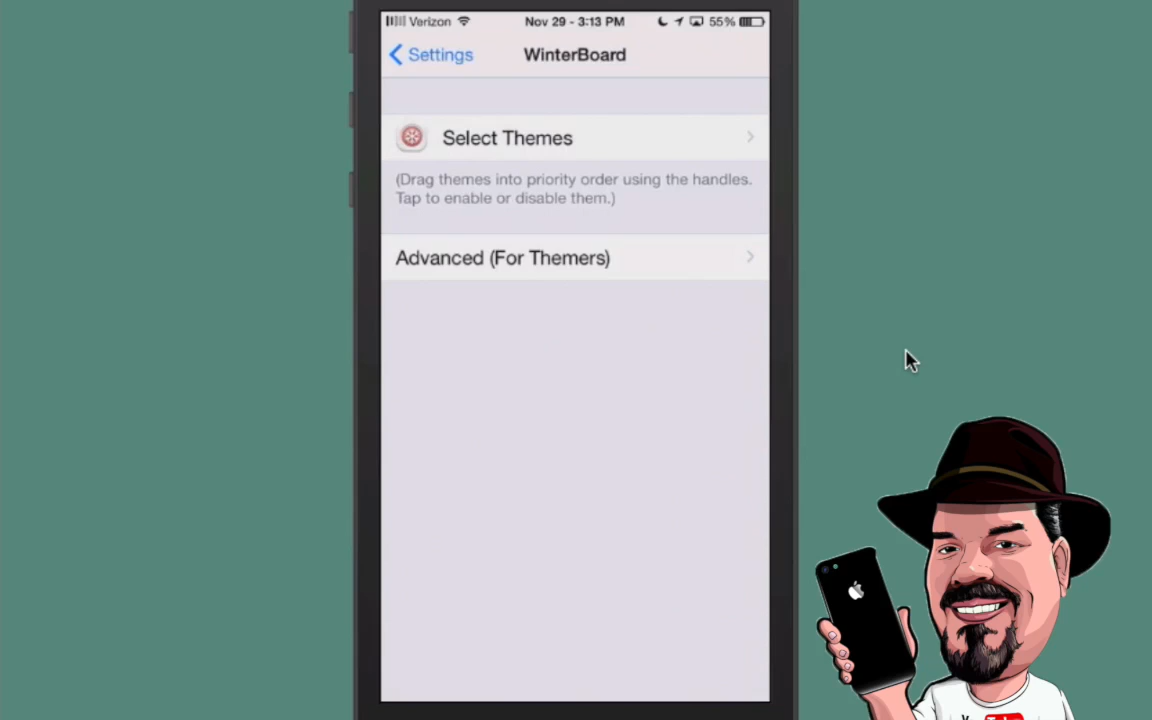 Verizon
Nov 29 - 3:13 PM
55%
Settings
WinterBoard
Select Themes
(Drag themes into priority order using the handles.
Tap to enable or disable them.)
Advanced (For Themers)